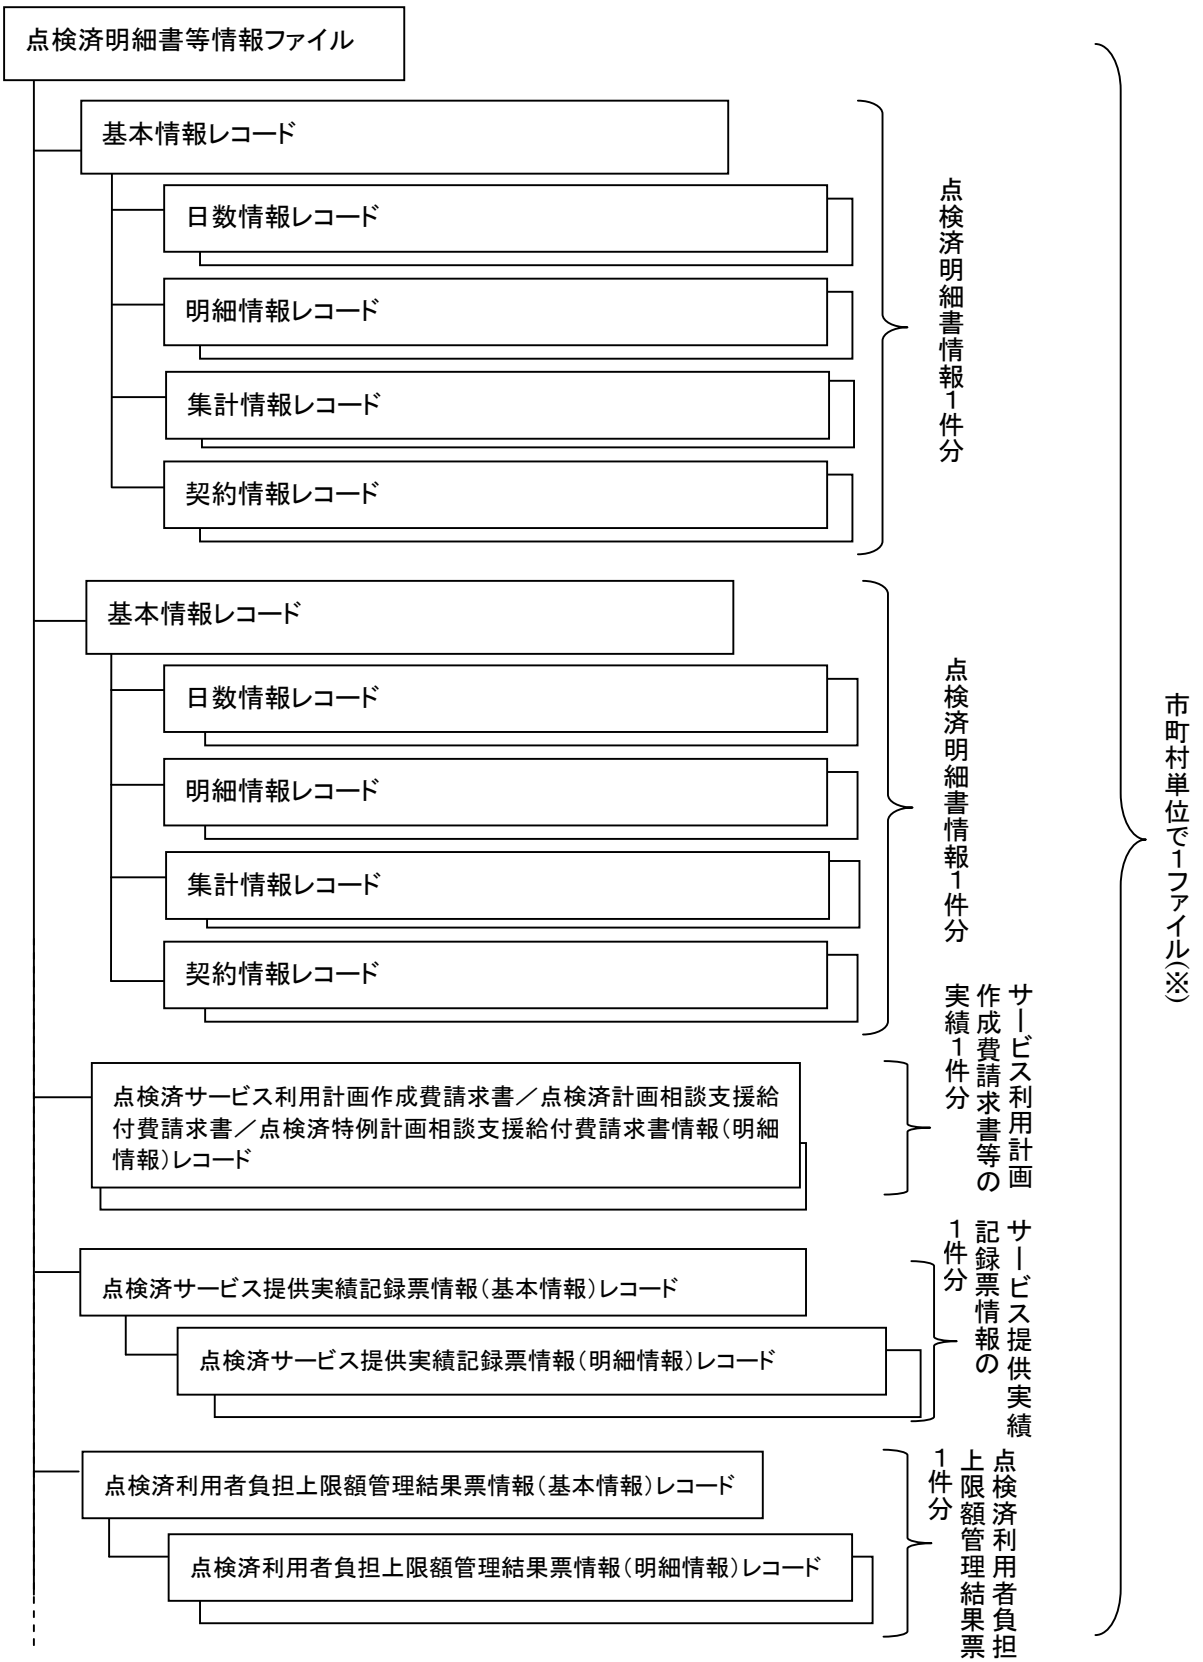 点検済明細書等情報ファイル
基本情報レコード
日数情報レコード
明細情報レコード
集計情報レコード
契約情報レコード
点検済明細書情報1件分
基本情報レコード
日数情報レコード
明細情報レコード
集計情報レコード
契約情報レコード
点検済明細書情報1件分
点検済サービス利用計画作成費請求書／点検済計画相談支援給
付費請求書／点検済特例計画相談支援給付費請求書情報（明細
情報）レコード
サービス利用計画
作成費請求書等の
実績1件分
点検済サービス提供実績記録票情報（基本情報）レコード
点検済サービス提供実績記録票情報（明細情報）レコード
サービス提供実績
記録票情報の
1件分
点検済利用者負担上限額管理結果票情報（基本情報）レコード
点検済利用者負担上限額管理結果票情報（明細情報）レコード
点検済利用者負担
上限額管理結果票
1件分
市町村単位で1ファイル(※)